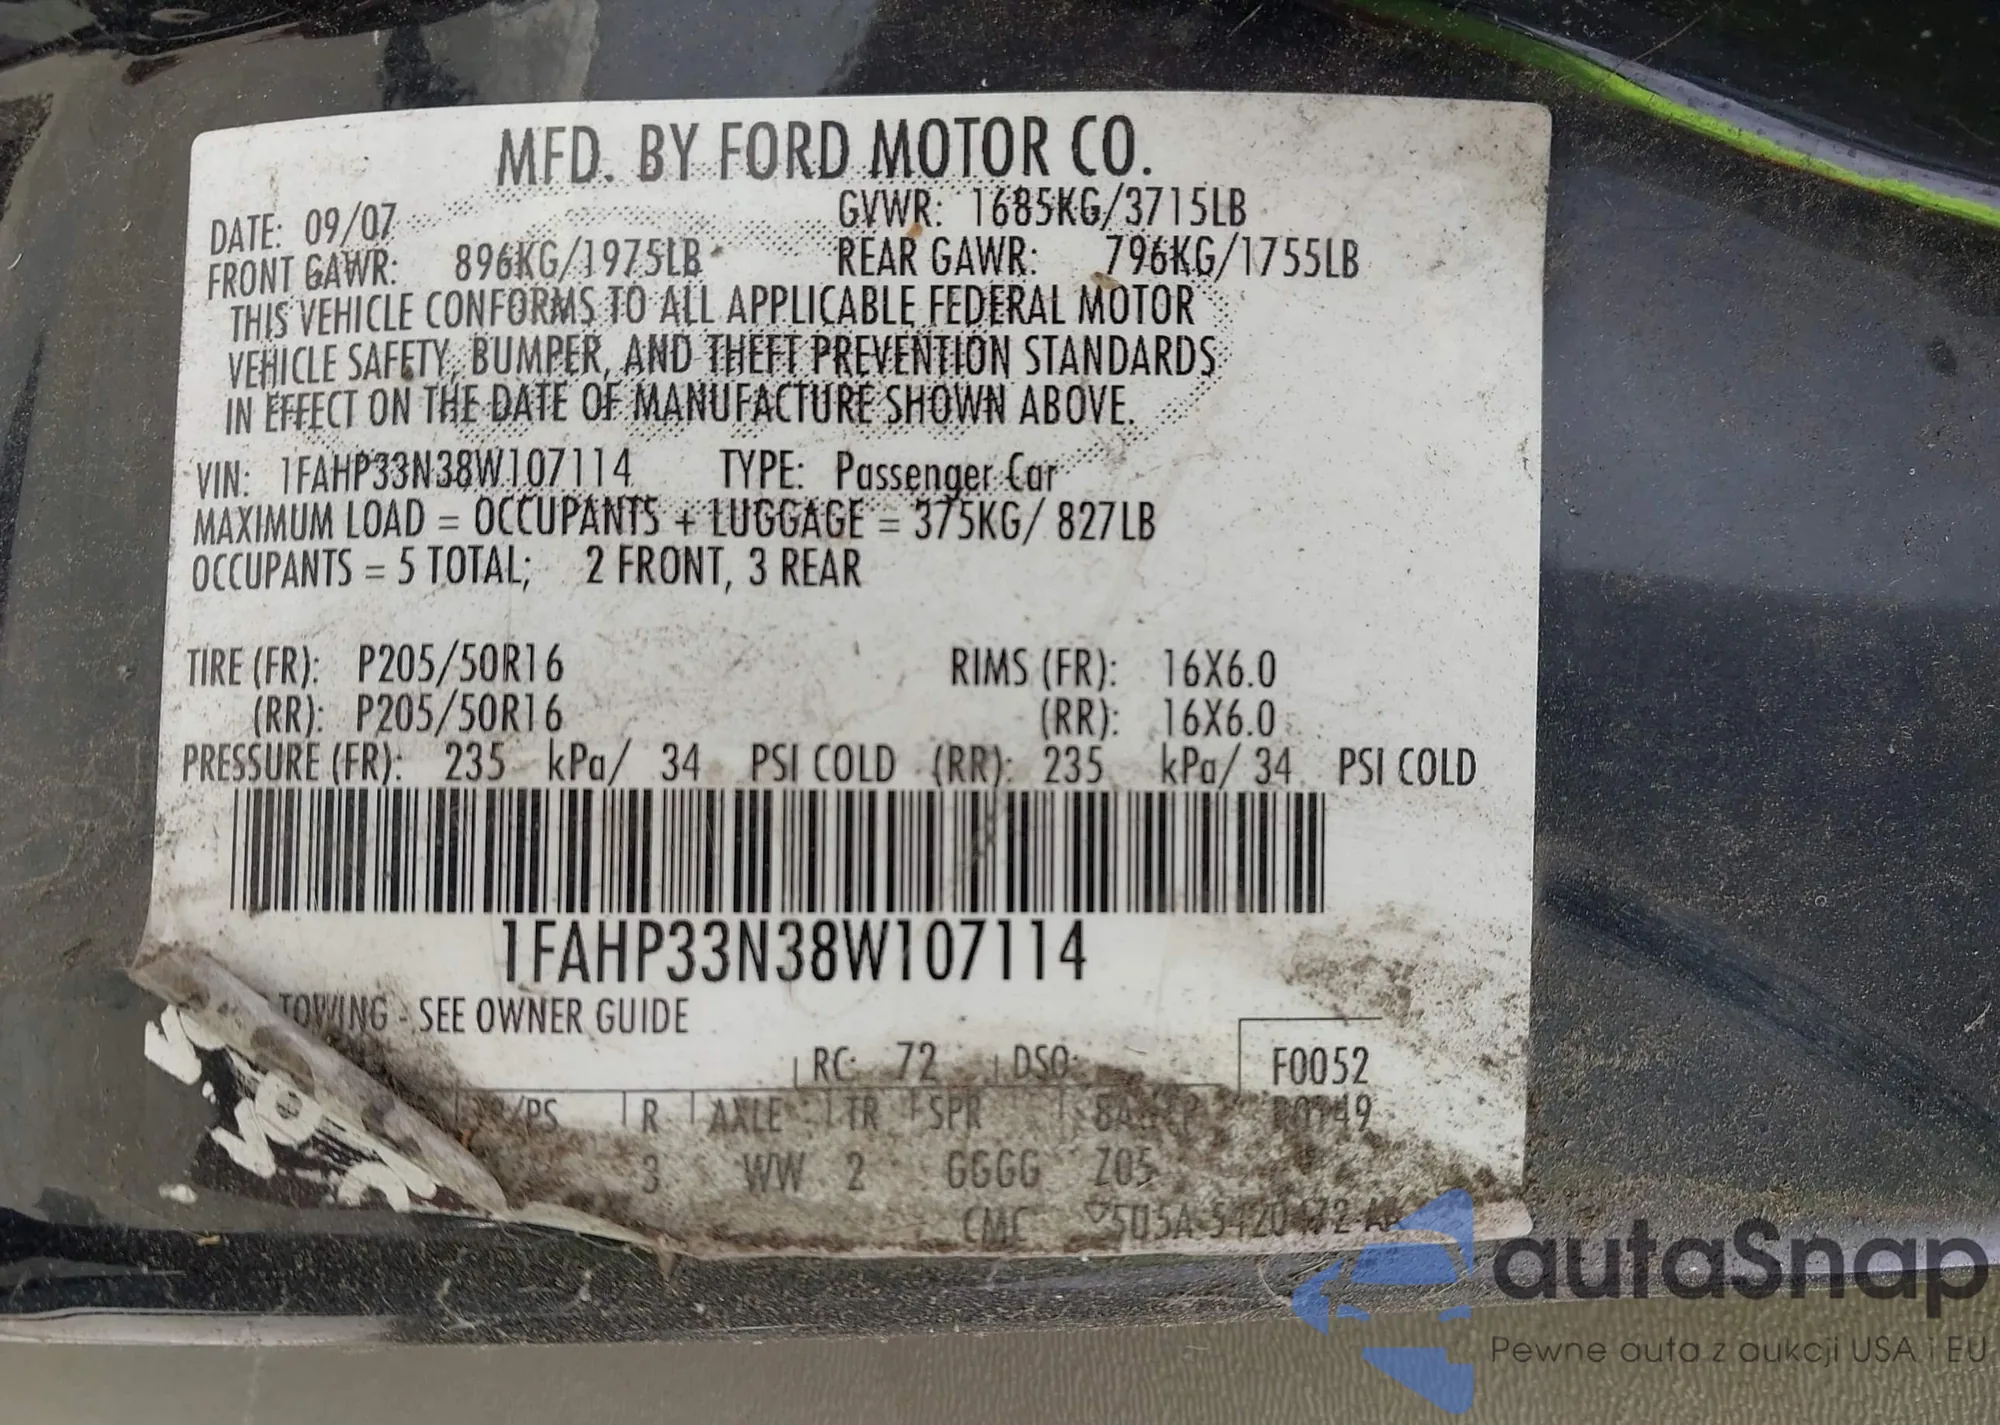 MFD. BY FORD MOTOR CO.
DATE: 09/07 GVWR: 1685KG/3715LB
FRONT GAWR: 896KG/1975LB REAR GAWR: 796KG/1755LB
THIS VEHICLE CONFORMS TO ALL APPLICABLE FEDERAL MOTOR
VEHICLE SAFETY, BUMPER, AND THEFT PREVENTION STANDARDS
IN EFFECT ON THE DATE OF MANUFACTURE SHOWN ABOVE.
VIN: 1FAHP33N38W107114 TYPE: Passenger Car
MAXIMUM LOAD = OCCUPANTS + LUGGAGE = 375KG/ 827LB
OCCUPANTS = 5 TOTAL; 2 FRONT, 3 REAR
TIRE (FR): P205/50R16 RIMS (FR): 16X6.0
(RR): P205/50R16 (RR): 16X6.0
PRESSURE (FR): 235 kPa/ 34 PSI COLD (RR): 235 kPa/ 34 PSI COLD
1FAHP33N38W107114
TOWING - SEE OWNER GUIDE
RC: 72 DSO: F0052
R AXLE TR SPR
3 WW 2 GGGG Z05
CMC
autoSnap
Pewne auta z aukcji USA i EU